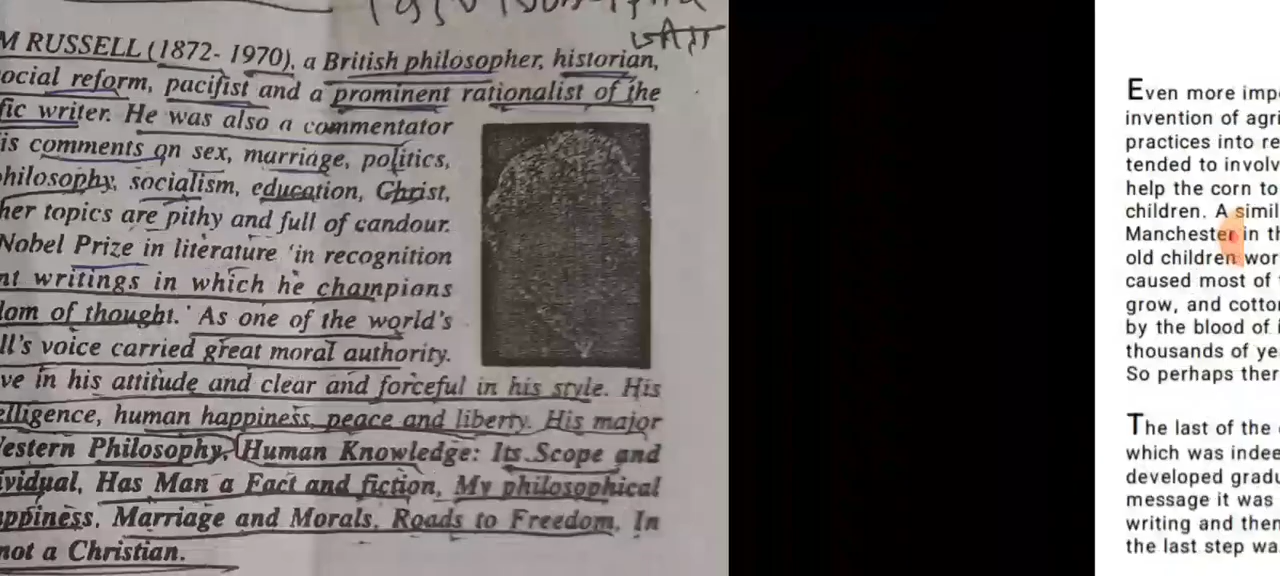 M RUSSELL (1872- 1970), a British philosopher, historian,
ocial reform, pacifist and a prominent rationalist of the
fic writer. He was also a commentator
is comments on sex, marriage, politics,
hilosophy, socialism, education, Christ,
her topics are pithy and full of candour.
Nobel Prize in literature 'in recognition
nt writings in which he champions
dom of thought.' As one of the world's
ll's voice carried great moral authority.
ve in his attitude and clear and forceful in his style. His
elligence, human happiness, peace and liberty. His major
Western Philosophy, Human Knowledge: Its Scope and
ividual, Has Man a Fact and fiction, My philosophical
ppiness, Marriage and Morals, Roads to Freedom, In
not a Christian.
Even more impo
invention of agri
practices into re
tended to involv
help the corn to
children. A simil
Manchester in th
old children wor
caused most of t
grow, and cotton
by the blood of i
thousands of ye
So perhaps ther
The last of the
which was indee
developed gradu
message it was
writing and then
the last step wa